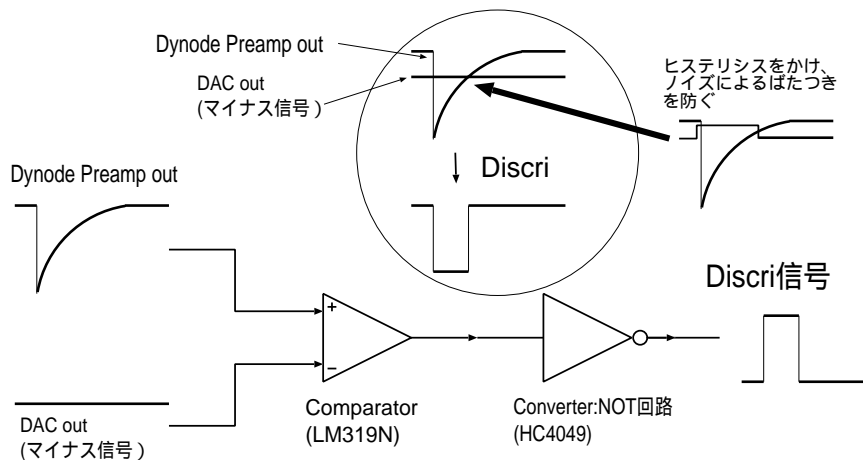 Dynode Preamp out
DAC out
(マイナス信号)
ヒステリシスをかけ、
ノイズによるばたつき
を防ぐ
Discri
Dynode Preamp out
Discri信号
+
−
Comparator
(LM319N)
Converter:NOT回路
(HC4049)
DAC out
(マイナス信号)